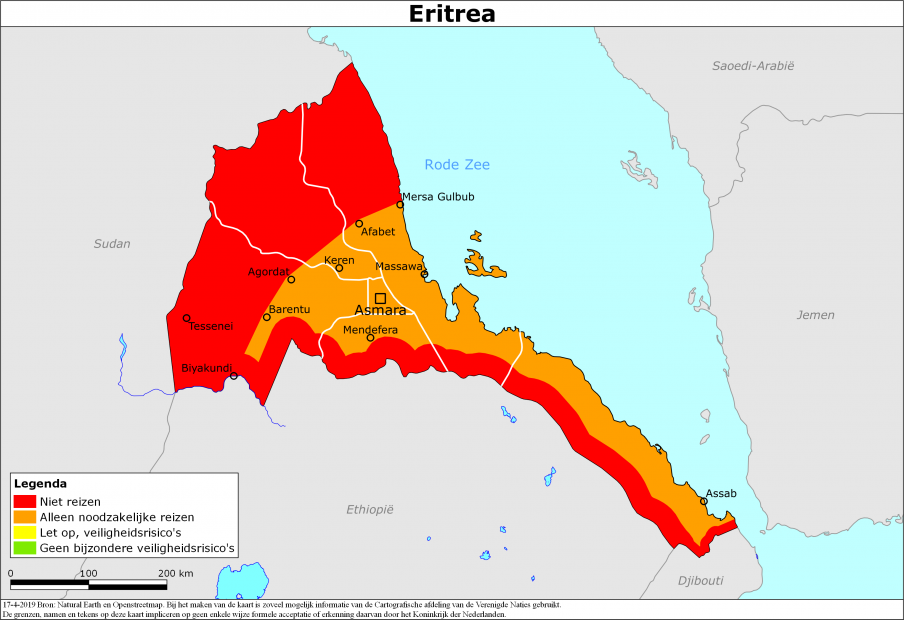 Eritrea
Saoedi-Arabië
Rode Zee
Mersa Gulbub
Afabet
Sudan
Keren
Massawa
Agordat
Asmara
Barentu
Jemen
Tessenei
Mendefera
Biyakundi
Legenda
Niet reizen
Alleen noodzakelijke reizen
Let op, veiligheidsrisico's
Geen bijzondere veiligheidsrisico's
Assab
Ethiopië
0 100 200 km
Djibouti
17-4-2019 Bron: Natural Earth en Openstreetmap. Bij het maken van de kaart is zoveel mogelijk informatie van de Cartografische afdeling van de Verenigde Naties gebruikt.
De grenzen, namen en tekens op deze kaart impliceren op geen enkele wijze formele acceptatie of erkenning daarvan door het Koninkrijk der Nederlanden.